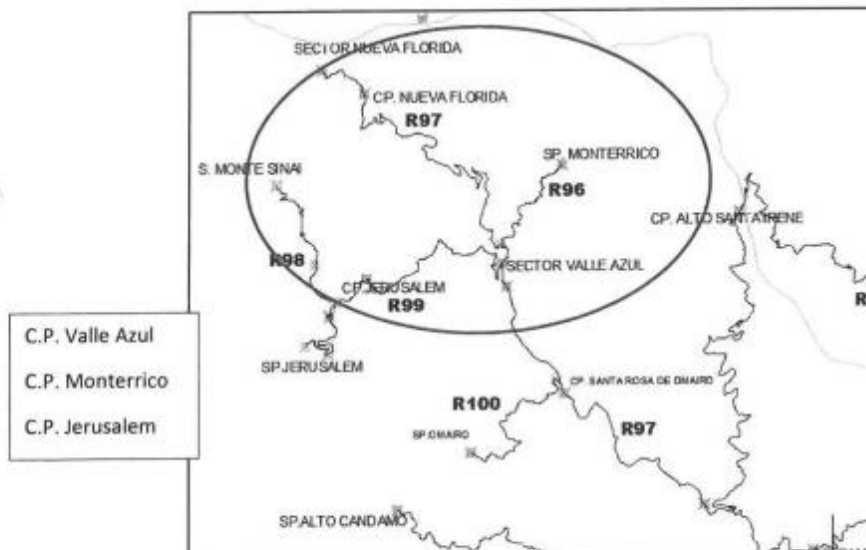 SECTOR NUEVA FLORIDA
CP. NUEVA FLORIDA
R97
SP. MONTERRICO
S. MONTE SINAI
R96
CP. ALTO SANTA IRENE
R98
SECTOR VALLE AZUL
CP.JERUSALEM
R99
R
C.P. Valle Azul
C.P. Monterrico
C.P. Jerusalem
SP.JERUSALEM
CP. SANTA ROSA DE OMAIRO
R100
SP.OMAIRO
R97
SP.ALTO CANDAMO